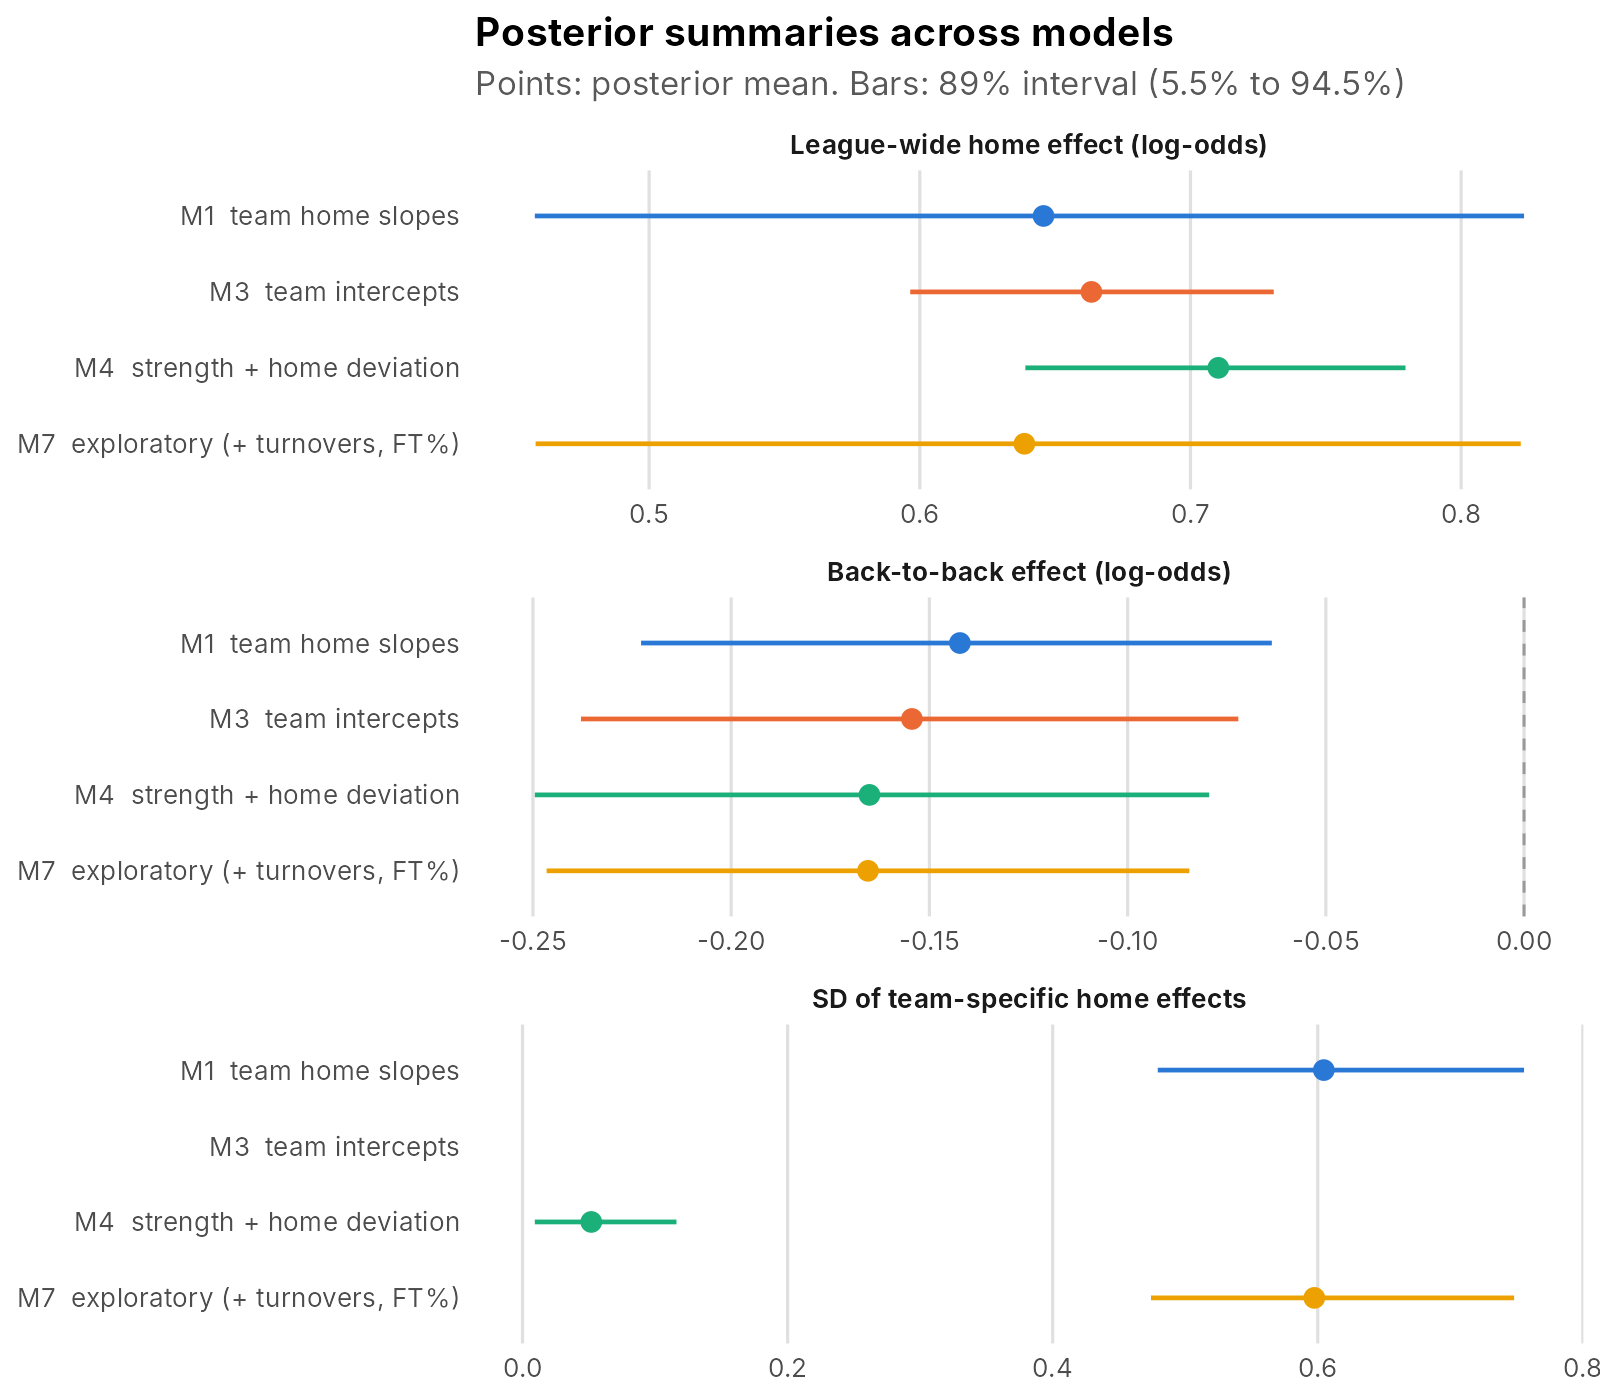 Posterior summaries across models
Points: posterior mean. Bars: 89% interval (5.5% to 94.5%)
League-wide home effect (log-odds)
M1 team home slopes
M3 team intercepts
M4 strength + home deviation
M7 exploratory (+ turnovers, FT%)
0.5 0.6 0.7 0.8
Back-to-back effect (log-odds)
M1 team home slopes
M3 team intercepts
M4 strength + home deviation
M7 exploratory (+ turnovers, FT%)
-0.25 -0.20 -0.15 -0.10 -0.05 0.00
SD of team-specific home effects
M1 team home slopes
M3 team intercepts
M4 strength + home deviation
M7 exploratory (+ turnovers, FT%)
0.0 0.2 0.4 0.6 0.8